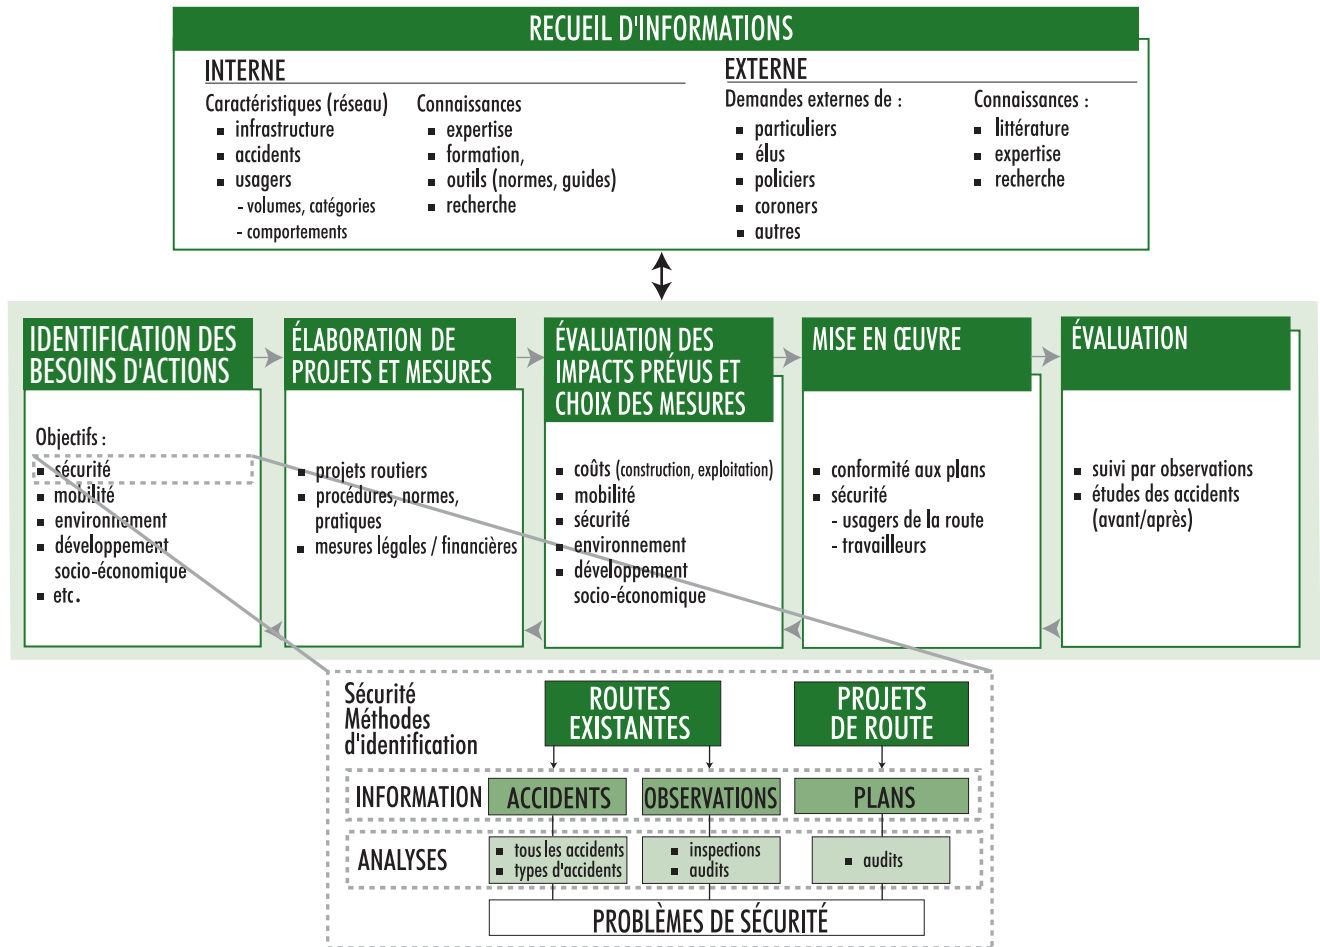 RECUEIL D'INFORMATIONS
INTERNE
Caractéristiques (réseau)
▪ infrastructure
▪ accidents
▪ usagers
- volumes, catégories
- comportements
Connaissances
▪ expertise
▪ formation,
▪ outils (normes, guides)
▪ recherche
EXTERNE
Demandes externes de :
▪ particuliers
▪ élus
▪ policiers
▪ coroners
▪ autres
Connaissances :
▪ littérature
▪ expertise
▪ recherche
IDENTIFICATION DES
BESOINS D'ACTIONS
Objectifs :
▪ sécurité
▪ mobilité
▪ environnement
▪ développement
socio-économique
▪ etc.
ÉLABORATION DE
PROJETS ET MESURES
▪ projets routiers
▪ procédures, normes,
pratiques
▪ mesures légales / financières
ÉVALUATION DES
IMPACTS PRÉVUS ET
CHOIX DES MESURES
▪ coûts (construction, exploitation)
▪ mobilité
▪ sécurité
▪ environnement
▪ développement
socio-économique
MISE EN ŒUVRE
▪ conformité aux plans
▪ sécurité
- usagers de la route
- travailleurs
ÉVALUATION
▪ suivi par observations
▪ études des accidents
(avant/après)
Sécurité
Méthodes
d'identification
ROUTES
EXISTANTES
PROJETS
DE ROUTE
INFORMATION
ACCIDENTS
OBSERVATIONS
PLANS
ANALYSES
▪ tous les accidents
▪ types d'accidents
▪ inspections
▪ audits
▪ audits
PROBLÈMES DE SÉCURITÉ